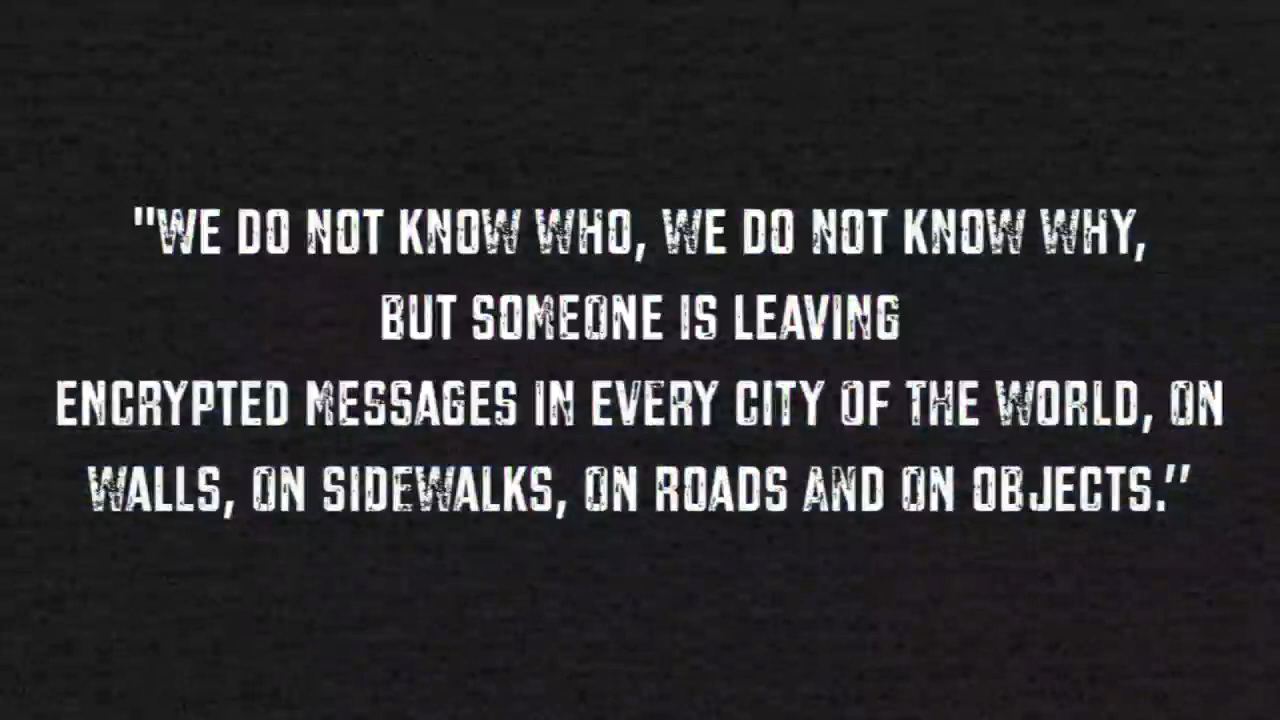 "WE DO NOT KNOW WHO, WE DO NOT KNOW WHY,
BUT SOMEONE IS LEAVING
ENCRYPTED MESSAGES IN EVERY CITY OF THE WORLD, ON
WALLS, ON SIDEWALKS, ON ROADS AND ON OBJECTS.’’